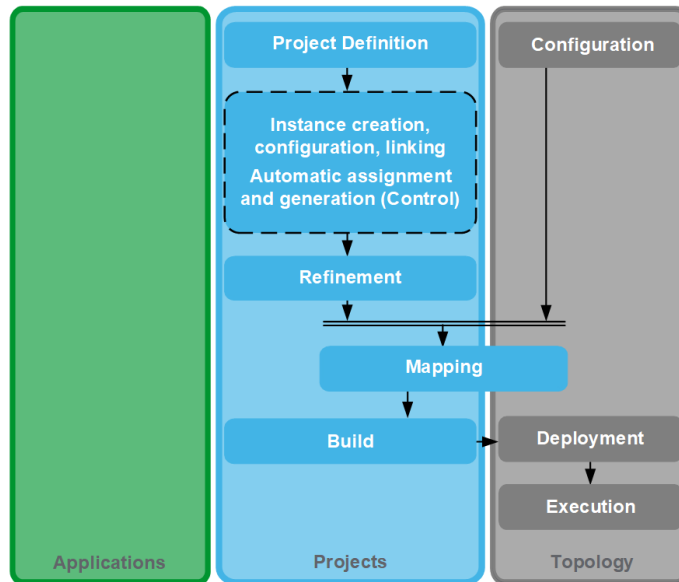 Project Definition
Configuration
Instance creation,
configuration, linking
Automatic assignment
and generation (Control)
Refinement
Mapping
Build
Deployment
Execution
Applications
Projects
Topology